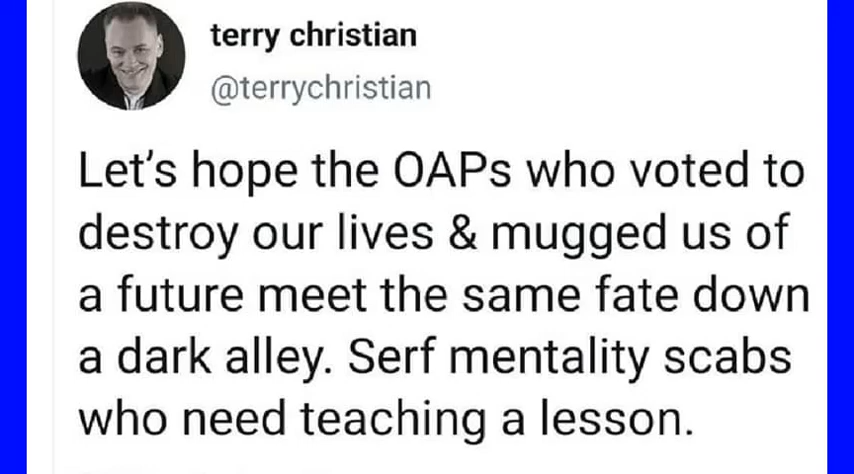 terry christian
@terrychristian
Let's hope the OAPs who voted to
destroy our lives & mugged us of
a future meet the same fate down
a dark alley. Serf mentality scabs
who need teaching a lesson.